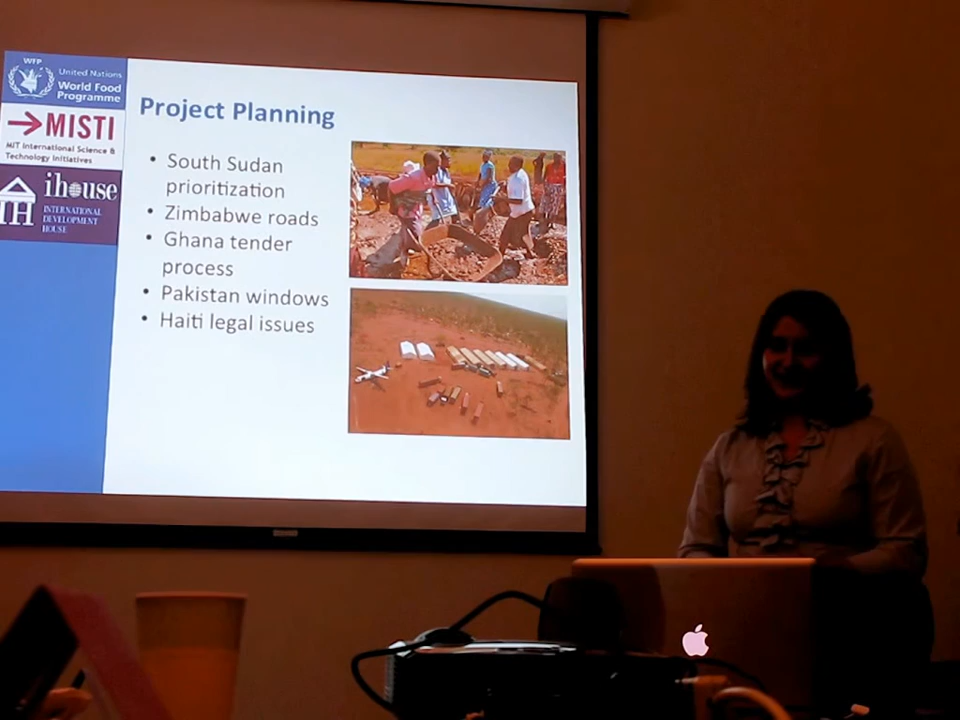 WFP
United Nations
World Food
Programme
MISTI
MIT International Science &
Technology Initiatives
ihouse
INTERNATIONAL
DEVELOPMENT
HOUSE
IH
Project Planning
• South Sudan
prioritization
• Zimbabwe roads
• Ghana tender
process
• Pakistan windows
• Haiti legal issues